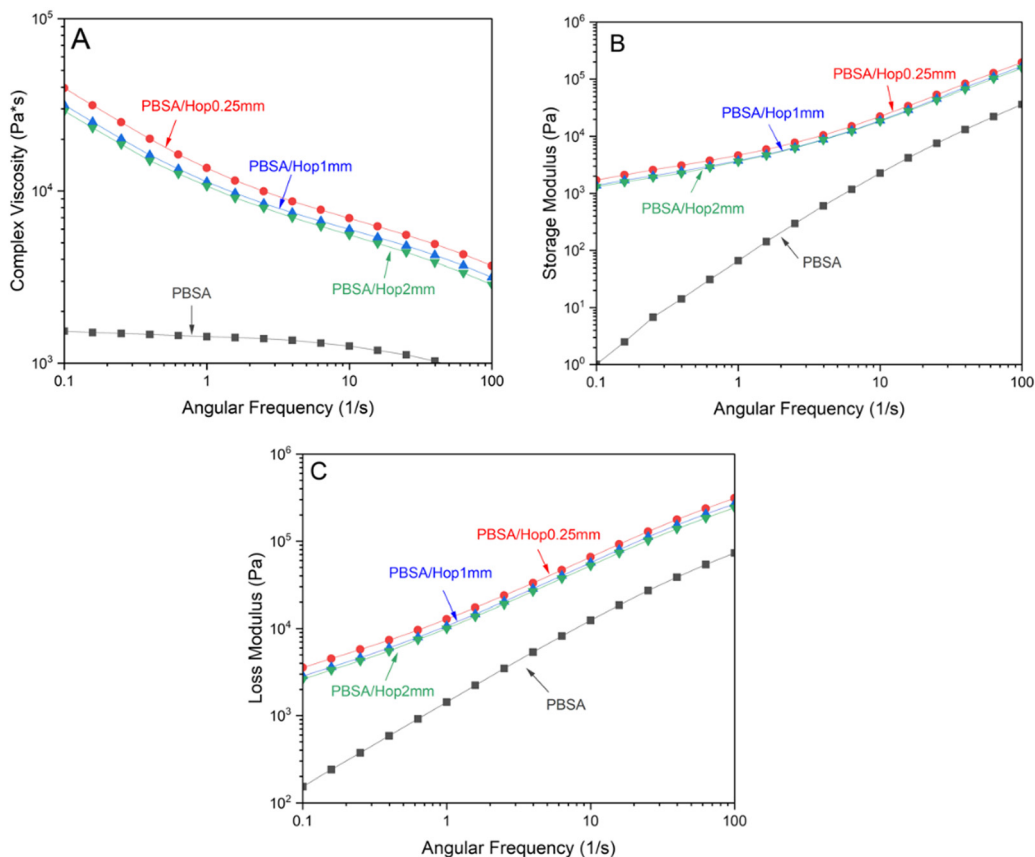 A
10^5
10^4
10^3
Complex Viscosity (Pa*s)
PBSA/Hop0.25mm
PBSA/Hop1mm
PBSA/Hop2mm
PBSA
0.1 1 10 100
Angular Frequency (1/s)
B
10^6
10^5
10^4
10^3
10^2
10^1
10^0
Storage Modulus (Pa)
PBSA/Hop0.25mm
PBSA/Hop1mm
PBSA/Hop2mm
PBSA
0.1 1 10 100
Angular Frequency (1/s)
C
10^6
10^5
10^4
10^3
10^2
Loss Modulus (Pa)
PBSA/Hop0.25mm
PBSA/Hop1mm
PBSA/Hop2mm
PBSA
0.1 1 10 100
Angular Frequency (1/s)